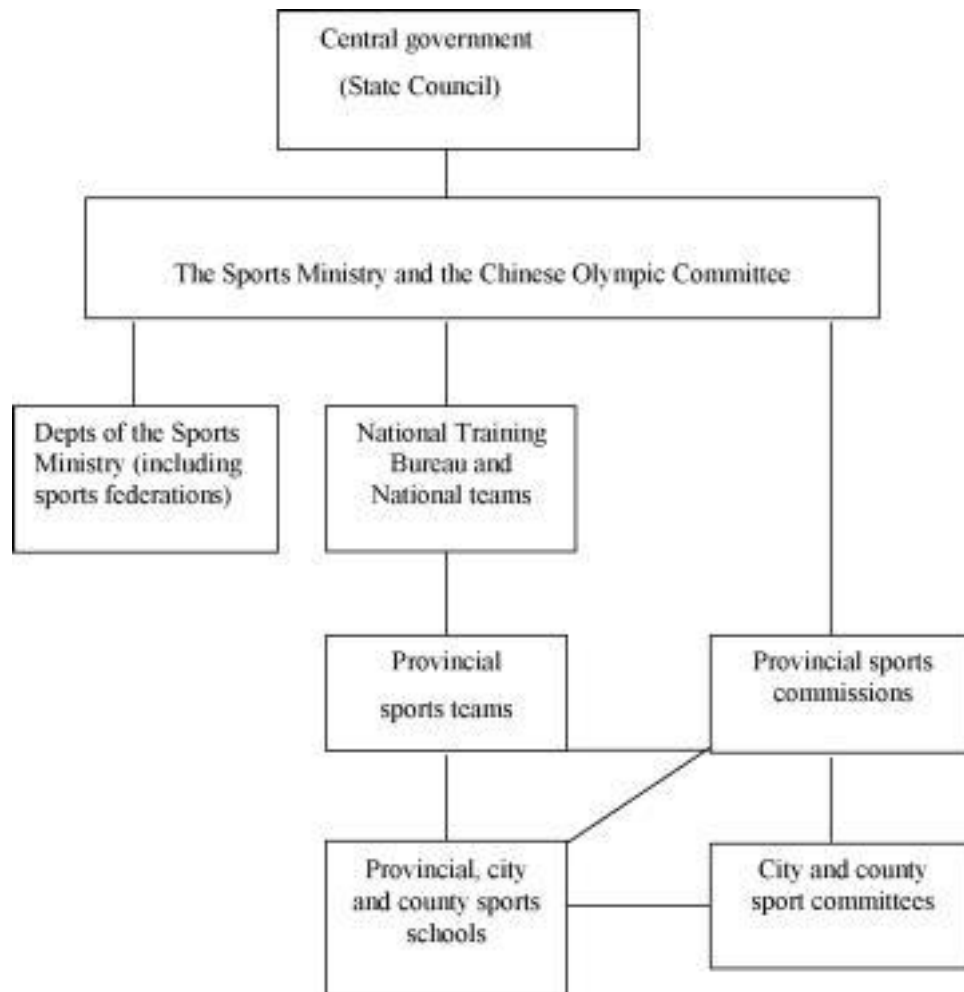 Central government
(State Council)
The Sports Ministry and the Chinese Olympic Committee
Depts of the Sports
Ministry (including
sports federations)
National Training
Bureau and
National teams
Provincial
sports teams
Provincial sports
commissions
Provincial, city
and county sports
schools
City and county
sport committees